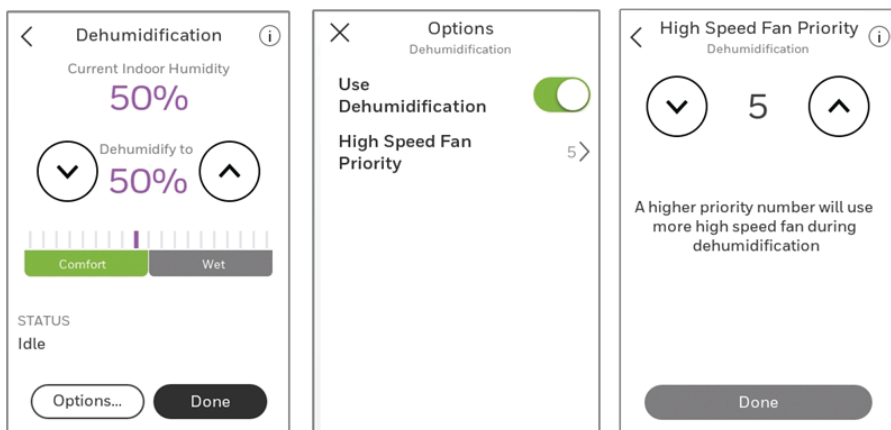 Dehumidification
i
Current Indoor Humidity
50%
Dehumidify to
50%
Comfort
Wet
STATUS
Idle
Options...
Done
Options
Dehumidification
Use
Dehumidification
High Speed Fan
Priority
5
High Speed Fan Priority
i
Dehumidification
5
A higher priority number will use
more high speed fan during
dehumidification
Done